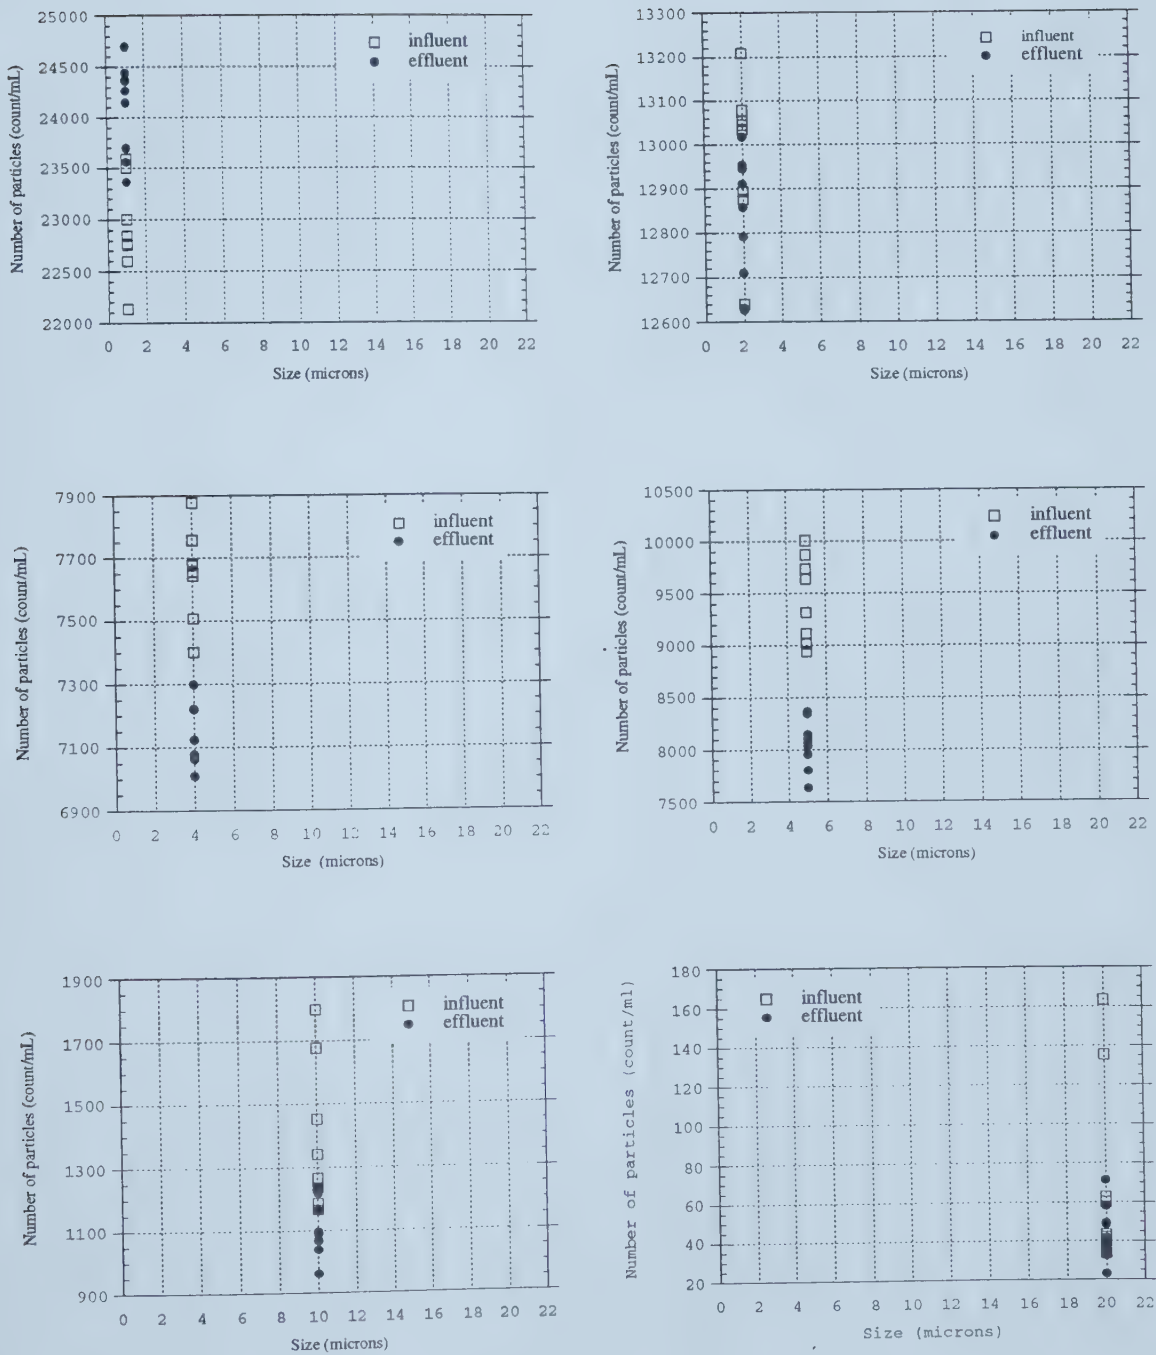 25000
24500
24000
23500
23000
22500
22000
Number of particles (count/mL)
influent
effluent
0 2 4 6 8 10 12 14 16 18 20 22
Size (microns)
13300
13200
13100
13000
12900
12800
12700
12600
Number of particles (count/mL)
influent
effluent
0 2 4 6 8 10 12 14 16 18 20 22
Size (microns)
7900
7700
7500
7300
7100
6900
Number of particles (count/mL)
influent
effluent
0 2 4 6 8 10 12 14 16 18 20 22
Size (microns)
10500
10000
9500
9000
8500
8000
7500
Number of particles (count/mL)
influent
effluent
0 2 4 6 8 10 12 14 16 18 20 22
Size (microns)
1900
1700
1500
1300
1100
900
Number of particles (count/mL)
influent
effluent
0 2 4 6 8 10 12 14 16 18 20 22
Size (microns)
180
160
140
120
100
80
60
40
20
Number of particles (count/ml)
influent
effluent
0 2 4 6 8 10 12 14 16 18 20 22
Size (microns)